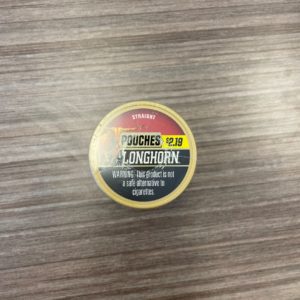 STRAIGHT
POUCHES $2.19
LONGHORN
WARNING: This product is not
a safe alternative to
cigarettes.